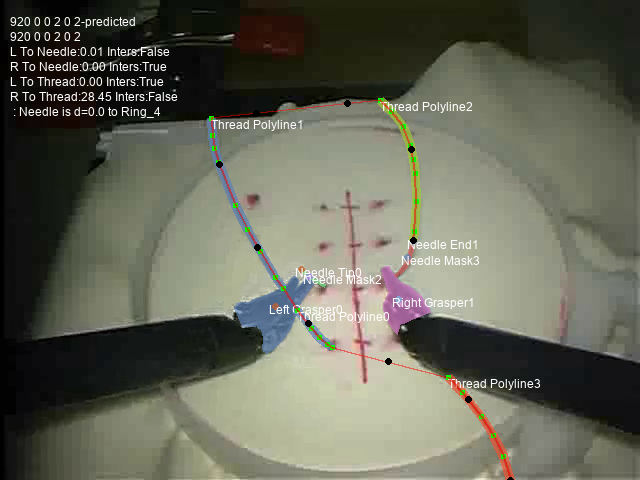 920 0 0 2 0 2-predicted
920 0 0 2 0 2
L To Needle:0.01 Inters:False
R To Needle:0.00 Inters:True
L To Thread:0.00 Inters:True
R To Thread:28.45 Inters:False
: Needle is d=0.0 to Ring_4
Thread Polyline2
Thread Polyline1
Needle End1
Needle Mask3
Needle Tip0
Needle Mask2
Right Grasper1
Left Grasper0
Thread Polyline0
Thread Polyline3